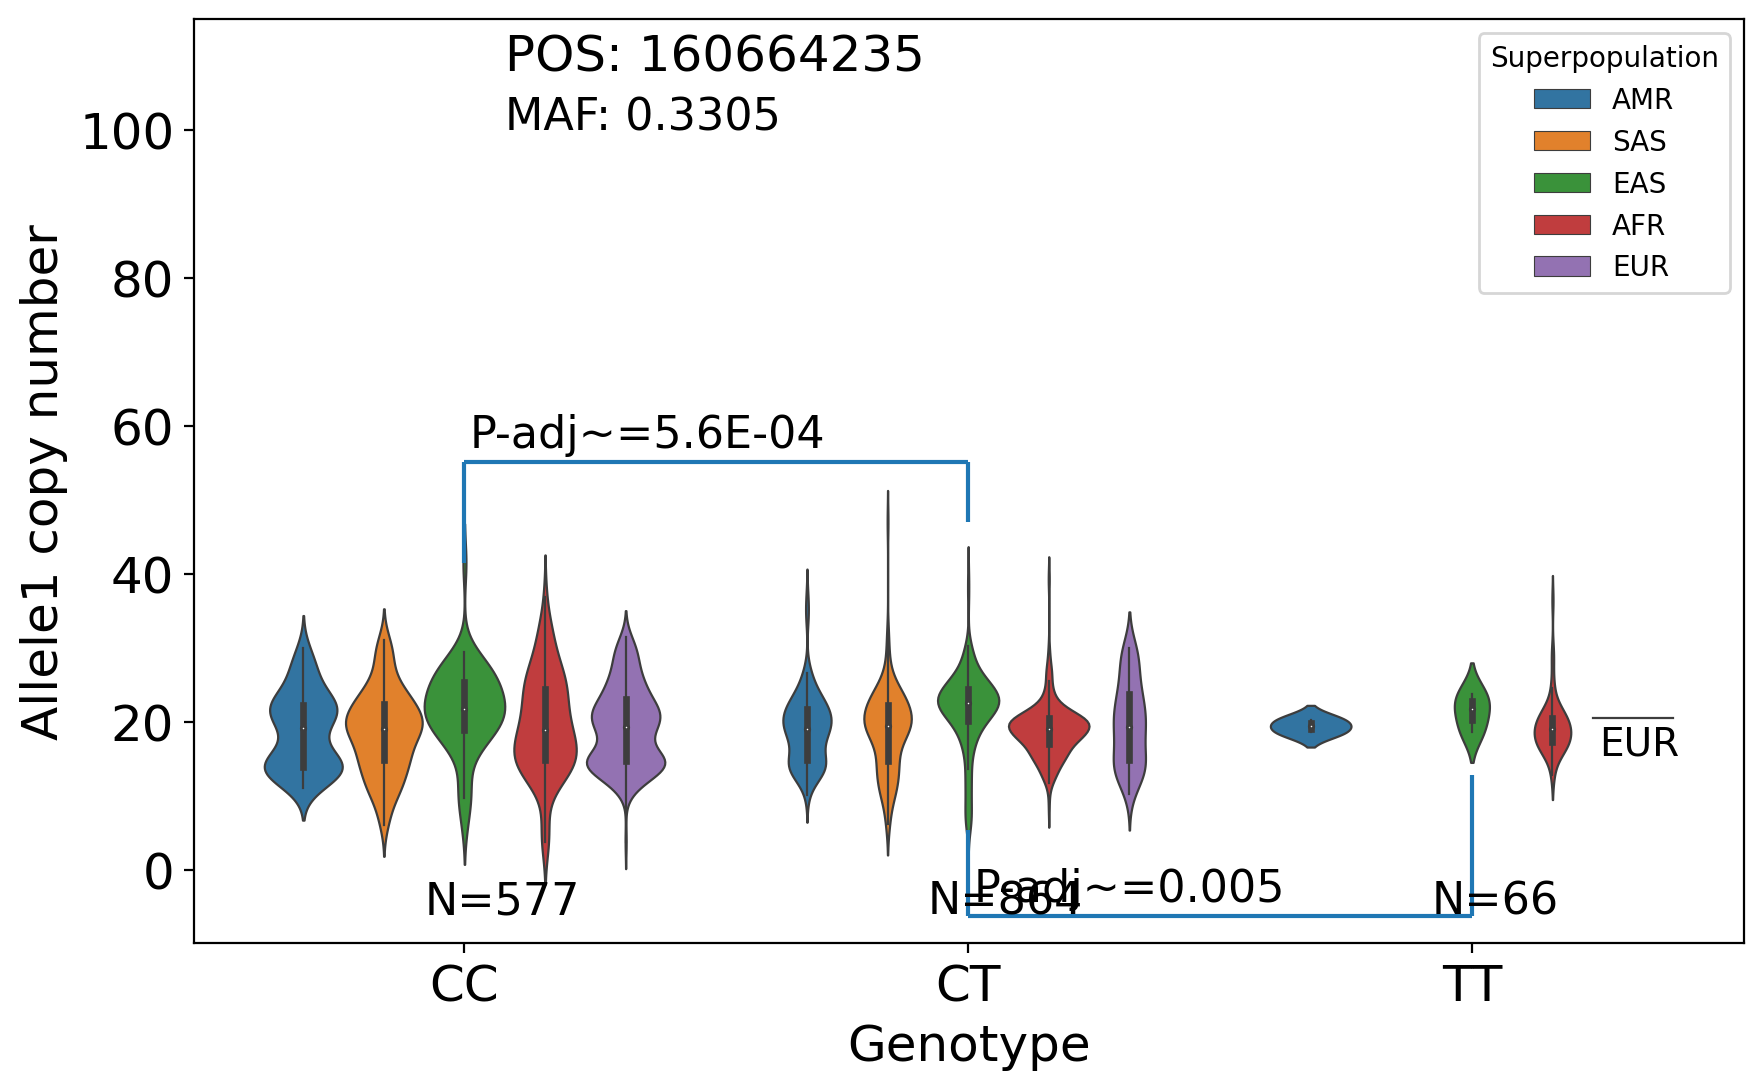 POS: 160664235
MAF: 0.3305
Superpopulation
AMR
SAS
EAS
AFR
EUR
Allele1 copy number
100
80
60
40
20
0
P-adj~=5.6E-04
EUR
P-adj~=0.005
N=577
N=864
N=66
CC
CT
TT
Genotype